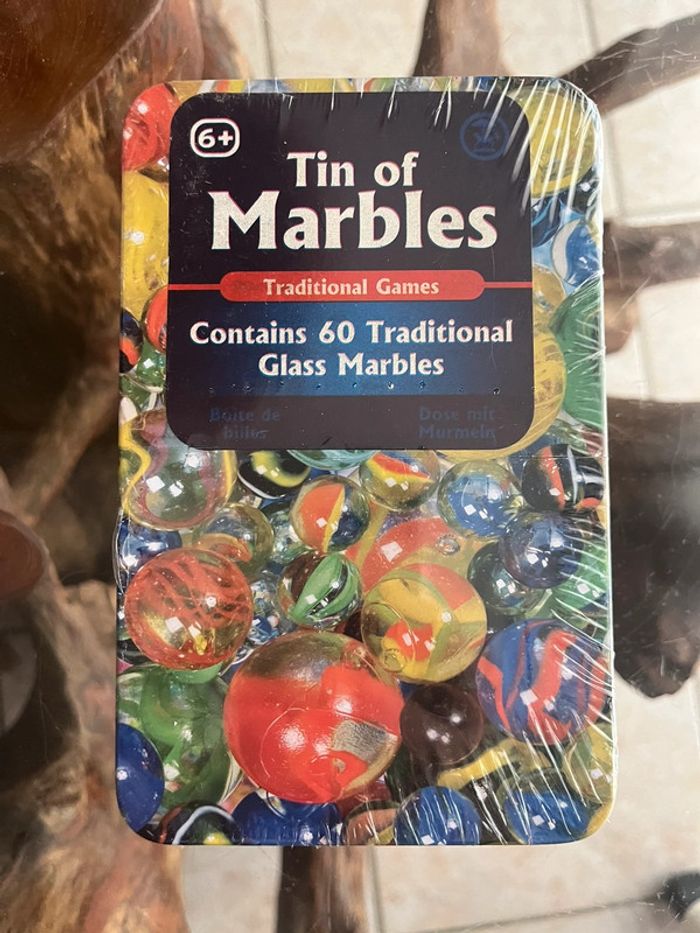 6+
Tin of
Marbles
Traditional Games
Contains 60 Traditional
Glass Marbles
Boîte de
billes
Dose mit
Murmeln